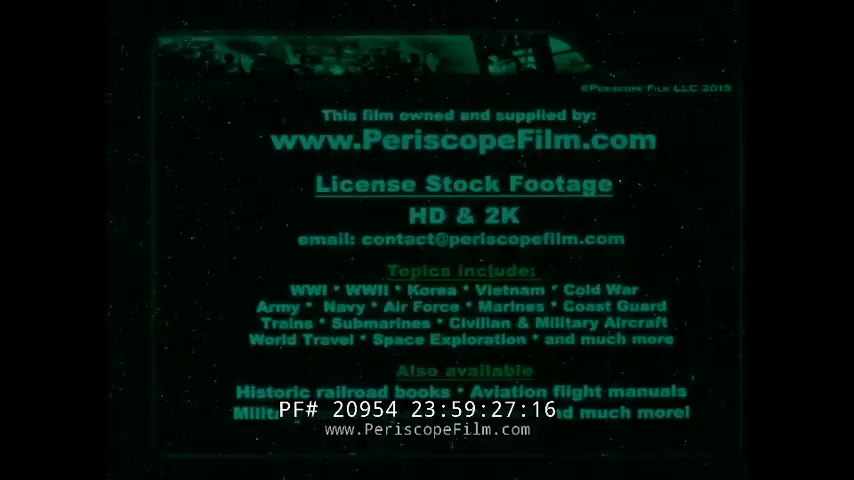 ©Periscope Film LLC 2015
This film owned and supplied by:
www.PeriscopeFilm.com
License Stock Footage
HD & 2K
email: contact@periscopefilm.com
Topics include:
WWI * WWII * Korea * Vietnam * Cold War
Army * Navy * Air Force * Marines * Coast Guard
Trains * Submarines * Civilian & Military Aircraft
World Travel * Space Exploration * and much more
Also available
Historic railroad books * Aviation flight manuals
and much more!
PF# 20954 23:59:27:16
www.PeriscopeFilm.com